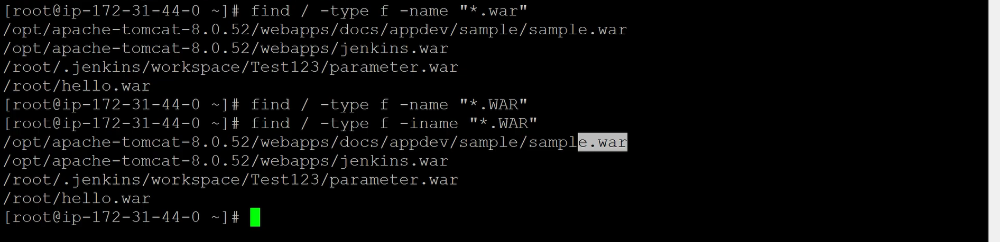 [root@ip-172-31-44-0 ~]# find / -type f -name "*.war"
/opt/apache-tomcat-8.0.52/webapps/docs/appdev/sample/sample.war
/opt/apache-tomcat-8.0.52/webapps/jenkins.war
/root/.jenkins/workspace/Test123/parameter.war
/root/hello.war
[root@ip-172-31-44-0 ~]# find / -type f -name "*.WAR"
[root@ip-172-31-44-0 ~]# find / -type f -iname "*.WAR"
/opt/apache-tomcat-8.0.52/webapps/docs/appdev/sample/sample.war
/opt/apache-tomcat-8.0.52/webapps/jenkins.war
/root/.jenkins/workspace/Test123/parameter.war
/root/hello.war
[root@ip-172-31-44-0 ~]#